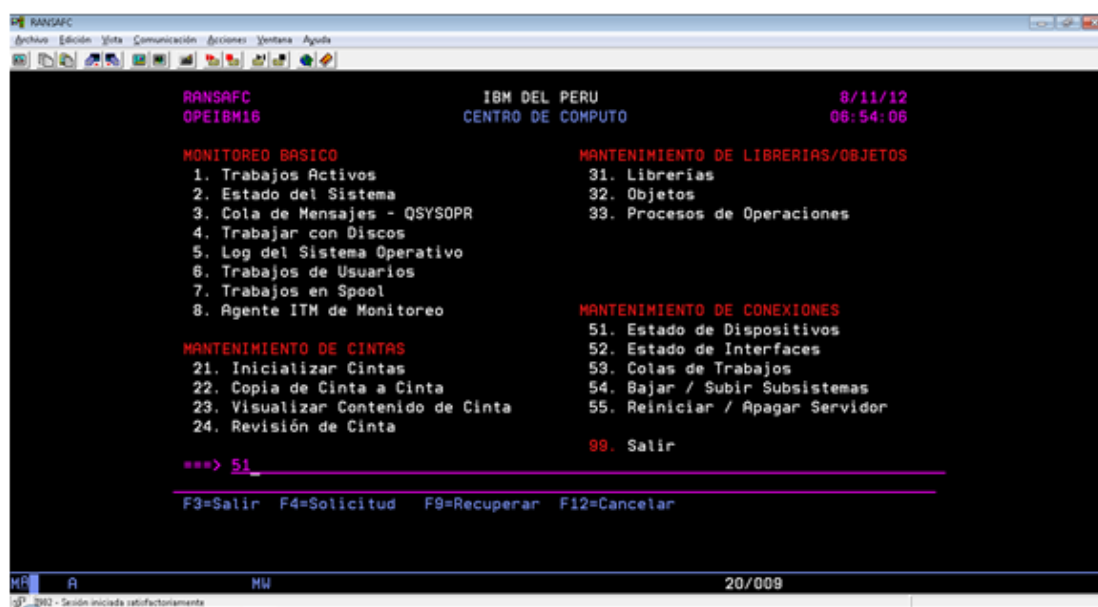 RANSAFC
Archivo Edición Vista Comunicación Acciones Ventana Ayuda
RANSAFC IBM DEL PERU 8/11/12
OPEIBM16 CENTRO DE COMPUTO 06:54:06
MONITOREO BASICO MANTENIMIENTO DE LIBRERIAS/OBJETOS
1. Trabajos Activos 31. Librerías
2. Estado del Sistema 32. Objetos
3. Cola de Mensajes - QSYSOPR 33. Procesos de Operaciones
4. Trabajar con Discos
5. Log del Sistema Operativo
6. Trabajos de Usuarios
7. Trabajos en Spool
8. Agente ITM de Monitoreo MANTENIMIENTO DE CONEXIONES
51. Estado de Dispositivos
MANTENIMIENTO DE CINTAS 52. Estado de Interfaces
21. Inicializar Cintas 53. Colas de Trabajos
22. Copia de Cinta a Cinta 54. Bajar / Subir Subsistemas
23. Visualizar Contenido de Cinta 55. Reiniciar / Apagar Servidor
24. Revisión de Cinta
99. Salir
===> 51
F3=Salir F4=Solicitud F9=Recuperar F12=Cancelar
MA A MW 20/009
I902 - Sesión iniciada satisfactoriamente